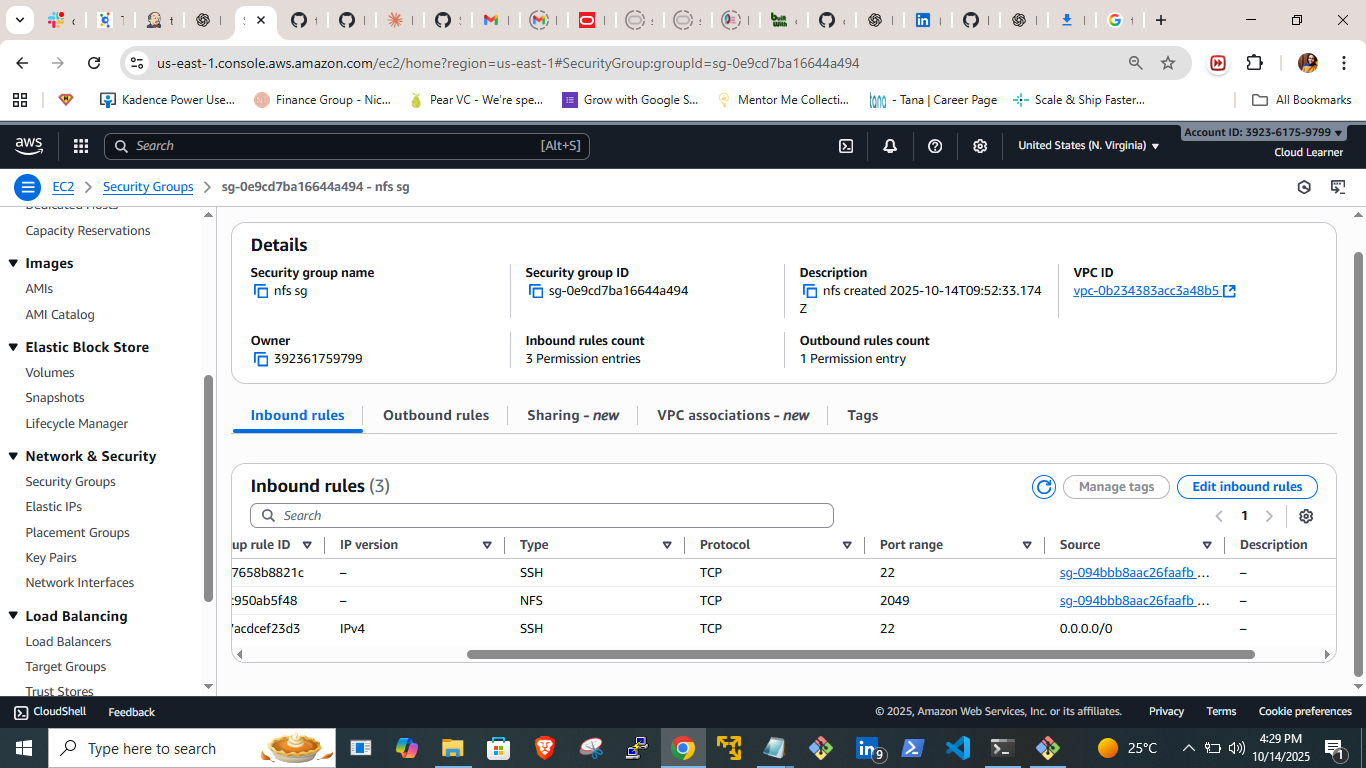 us-east-1.console.aws.amazon.com/ec2/home?region=us-east-1#SecurityGroup:groupId=sg-0e9cd7ba16644a494
Kadence Power Use...
Finance Group - Nic...
Pear VC - We're spe...
Grow with Google S...
Mentor Me Collecti...
tana - Tana | Career Page
Scale & Ship Faster...
All Bookmarks
aws
Search [Alt+S]
United States (N. Virginia)
Account ID: 3923-6175-9799
Cloud Learner
EC2
Security Groups
sg-0e9cd7ba16644a494 - nfs sg
Dedicated Hosts
Capacity Reservations
Images
AMIs
AMI Catalog
Elastic Block Store
Volumes
Snapshots
Lifecycle Manager
Network & Security
Security Groups
Elastic IPs
Placement Groups
Key Pairs
Network Interfaces
Load Balancing
Load Balancers
Target Groups
Trust Stores
Details
Security group name
nfs sg
Security group ID
sg-0e9cd7ba16644a494
Description
nfs created 2025-10-14T09:52:33.174
Z
VPC ID
vpc-0b234383acc3a48b5
Owner
392361759799
Inbound rules count
3 Permission entries
Outbound rules count
1 Permission entry
Inbound rules
Outbound rules
Sharing - new
VPC associations - new
Tags
Inbound rules (3)
Manage tags
Edit inbound rules
Search
1
up rule ID IP version Type Protocol Port range Source Description
7658b8821c – SSH TCP 22 sg-094bbb8aac26faafb ... –
c950ab5f48 – NFS TCP 2049 sg-094bbb8aac26faafb ... –
7acdcef23d3 IPv4 SSH TCP 22 0.0.0.0/0 –
CloudShell
Feedback
© 2025, Amazon Web Services, Inc. or its affiliates.
Privacy
Terms
Cookie preferences
Type here to search
9
25°C
4:29 PM
10/14/2025
1